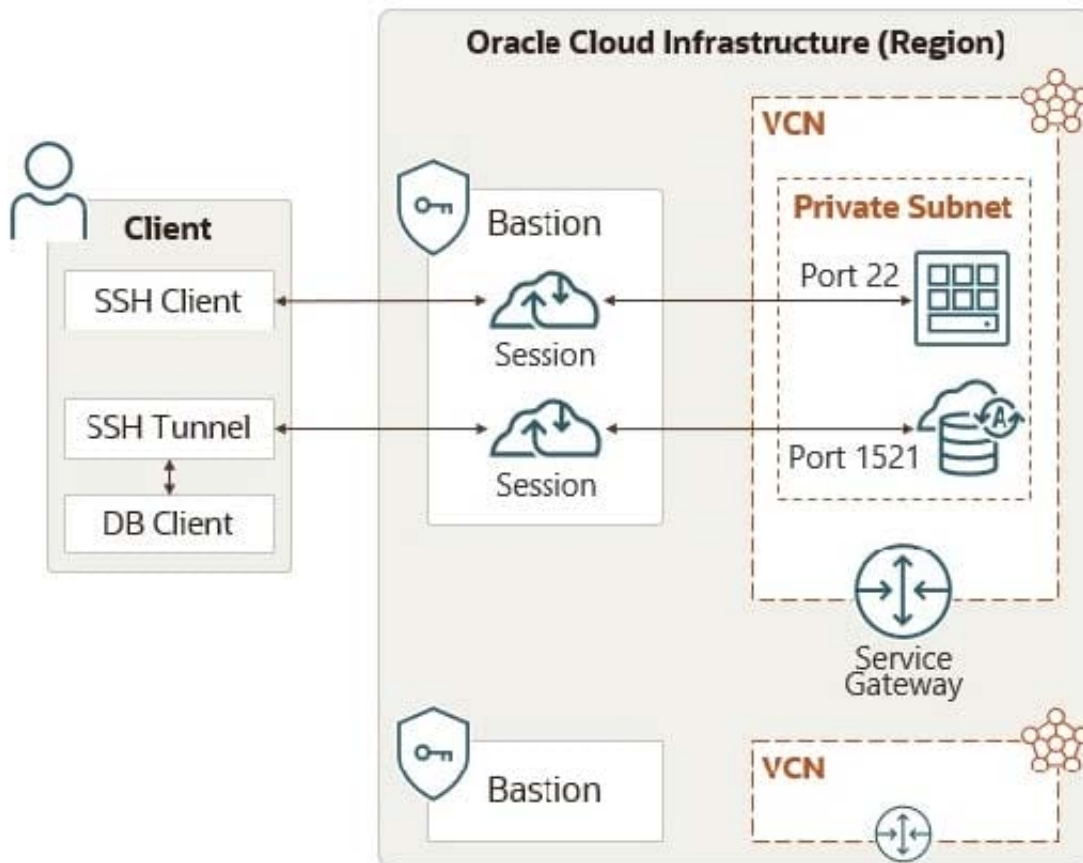 Oracle Cloud Infrastructure (Region)
VCN
Private Subnet
Bastion
Client
SSH Client
Session
Port 22
SSH Tunnel
Session
Port 1521
A
DB Client
Service
Gateway
Bastion
VCN